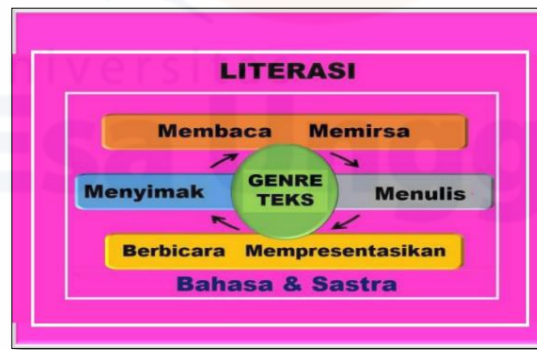 LITERASI
Membaca Memirsa
Menyimak
GENRE
TEKS
Menulis
Berbicara Mempresentasikan
Bahasa & Sastra